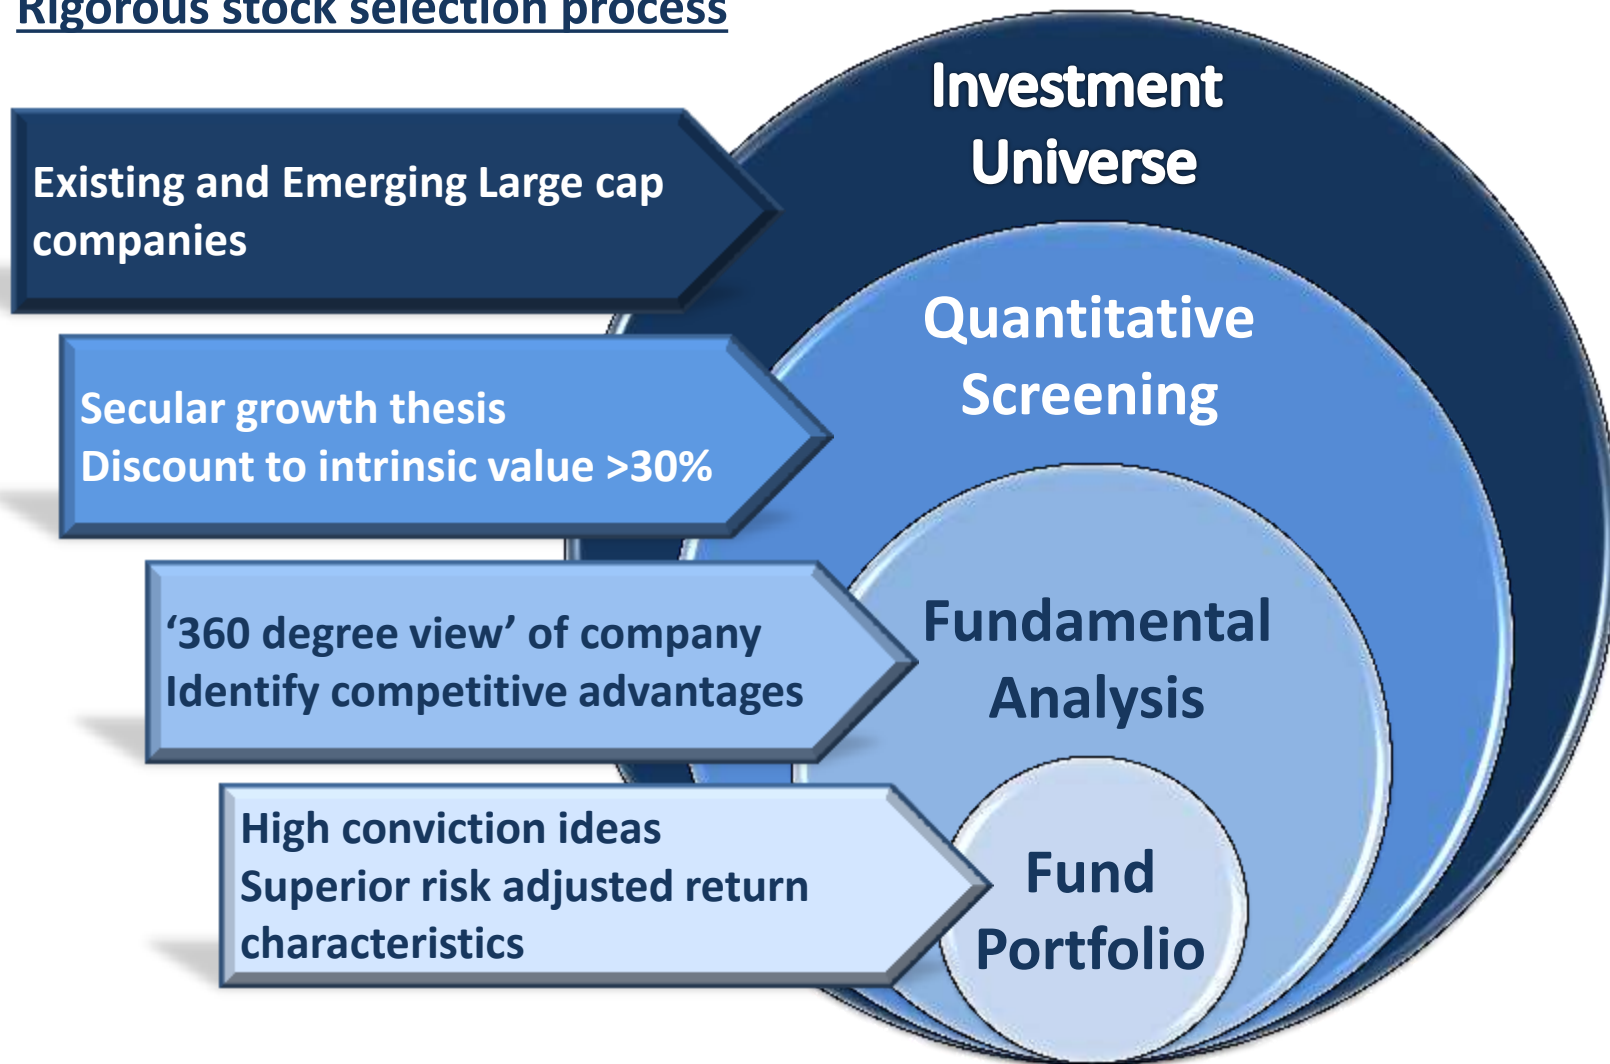 Rigorous stock selection process
Investment
Universe
Existing and Emerging Large cap
companies
Quantitative
Screening
Secular growth thesis
Discount to intrinsic value >30%
Fundamental
Analysis
‘360 degree view’ of company
Identify competitive advantages
High conviction ideas
Superior risk adjusted return
characteristics
Fund
Portfolio